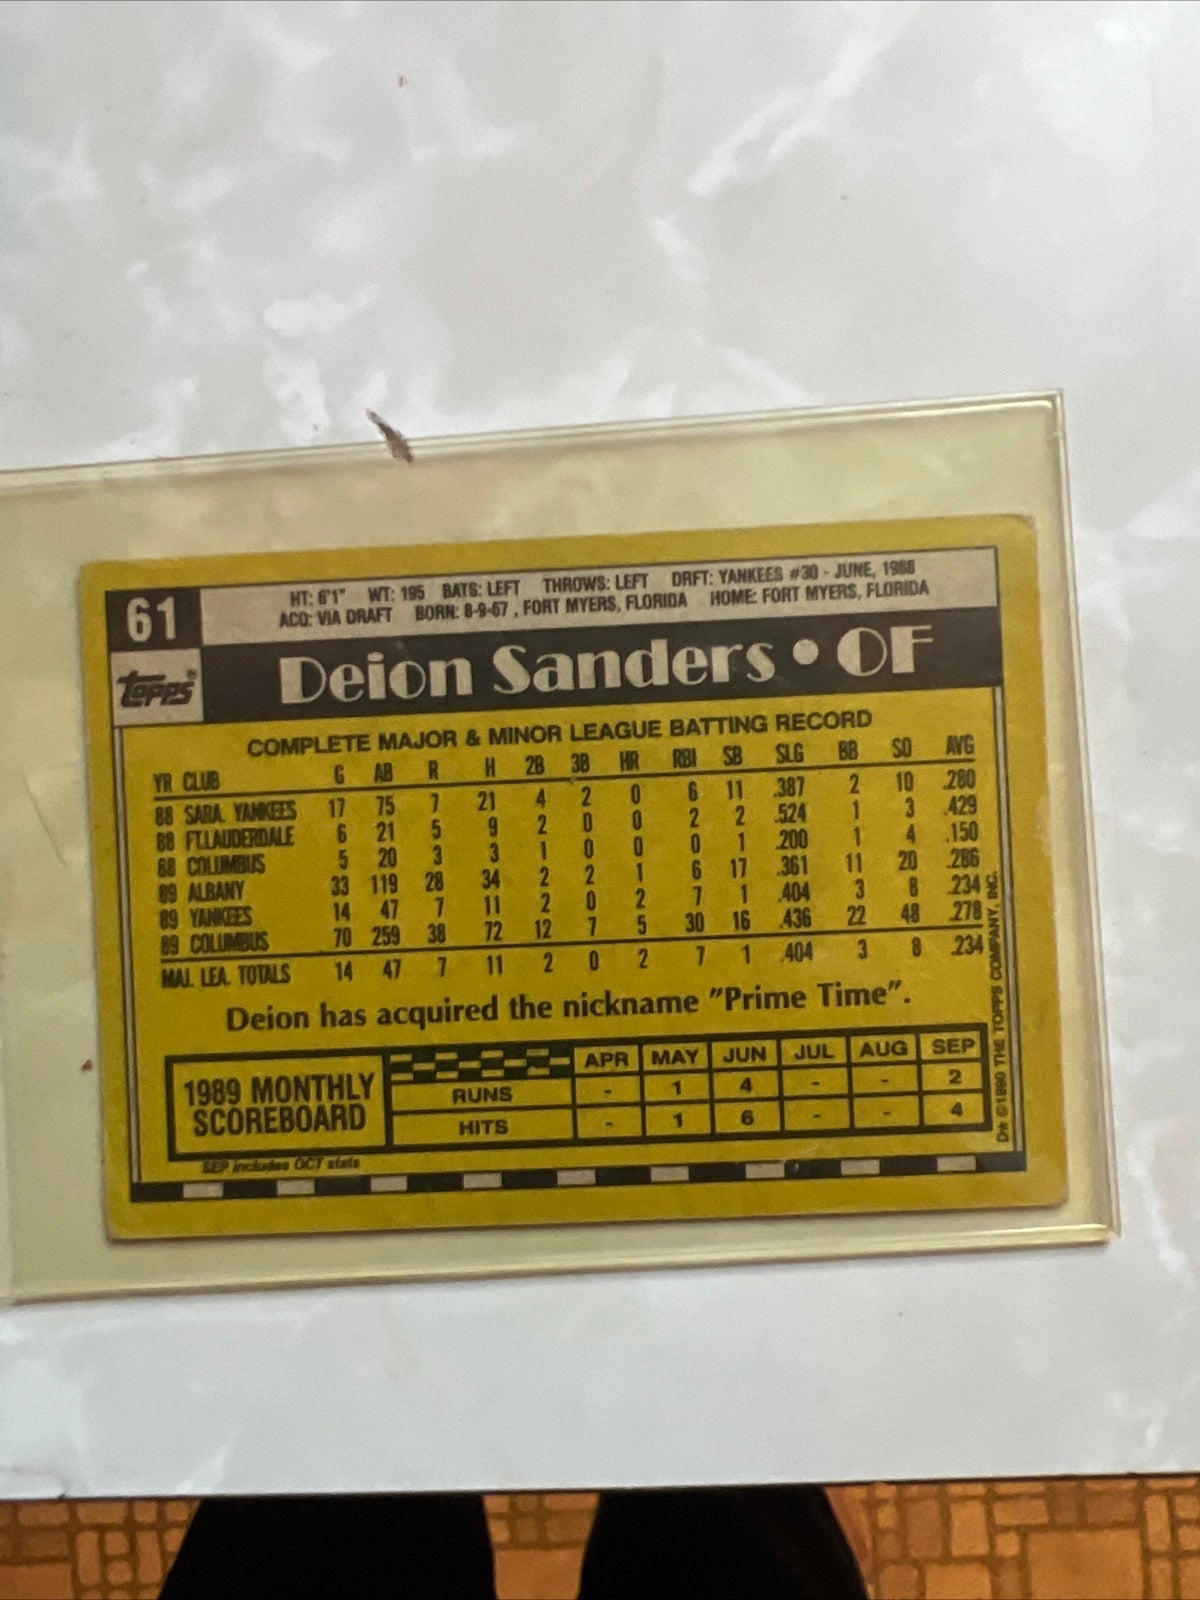 61
HT: 6'1" WT: 195 BATS: LEFT THROWS: LEFT DRFT: YANKEES #30 - JUNE, 1988
ACQ: VIA DRAFT BORN: 8-9-67, FORT MYERS, FLORIDA HOME: FORT MYERS, FLORIDA
Topps®
Deion Sanders • OF
COMPLETE MAJOR & MINOR LEAGUE BATTING RECORD
YR CLUB G AB R H 2B 3B HR RBI SB SLG BB SO AVG
88 SARA. YANKEES 17 75 7 21 4 2 0 6 11 .387 2 10 .280
88 FT.LAUDERDALE 6 21 5 9 2 0 0 2 2 .524 1 3 .429
88 COLUMBUS 5 20 3 3 1 0 0 0 1 .200 1 4 .150
89 ALBANY 33 119 28 34 2 2 1 6 17 .361 11 20 .286
89 YANKEES 14 47 7 11 2 0 2 7 1 .404 3 8 .234
89 COLUMBUS 70 259 38 72 12 7 5 30 16 .436 22 48 .278
MAJ. LEA. TOTALS 14 47 7 11 2 0 2 7 1 .404 3 8 .234
Deion has acquired the nickname "Prime Time".
1989 MONTHLY
SCOREBOARD
APR MAY JUN JUL AUG SEP
RUNS - 1 4 - - 2
HITS - 1 6 - - 4
SEP includes OCT stats
D** ©1990 THE TOPPS COMPANY, INC.